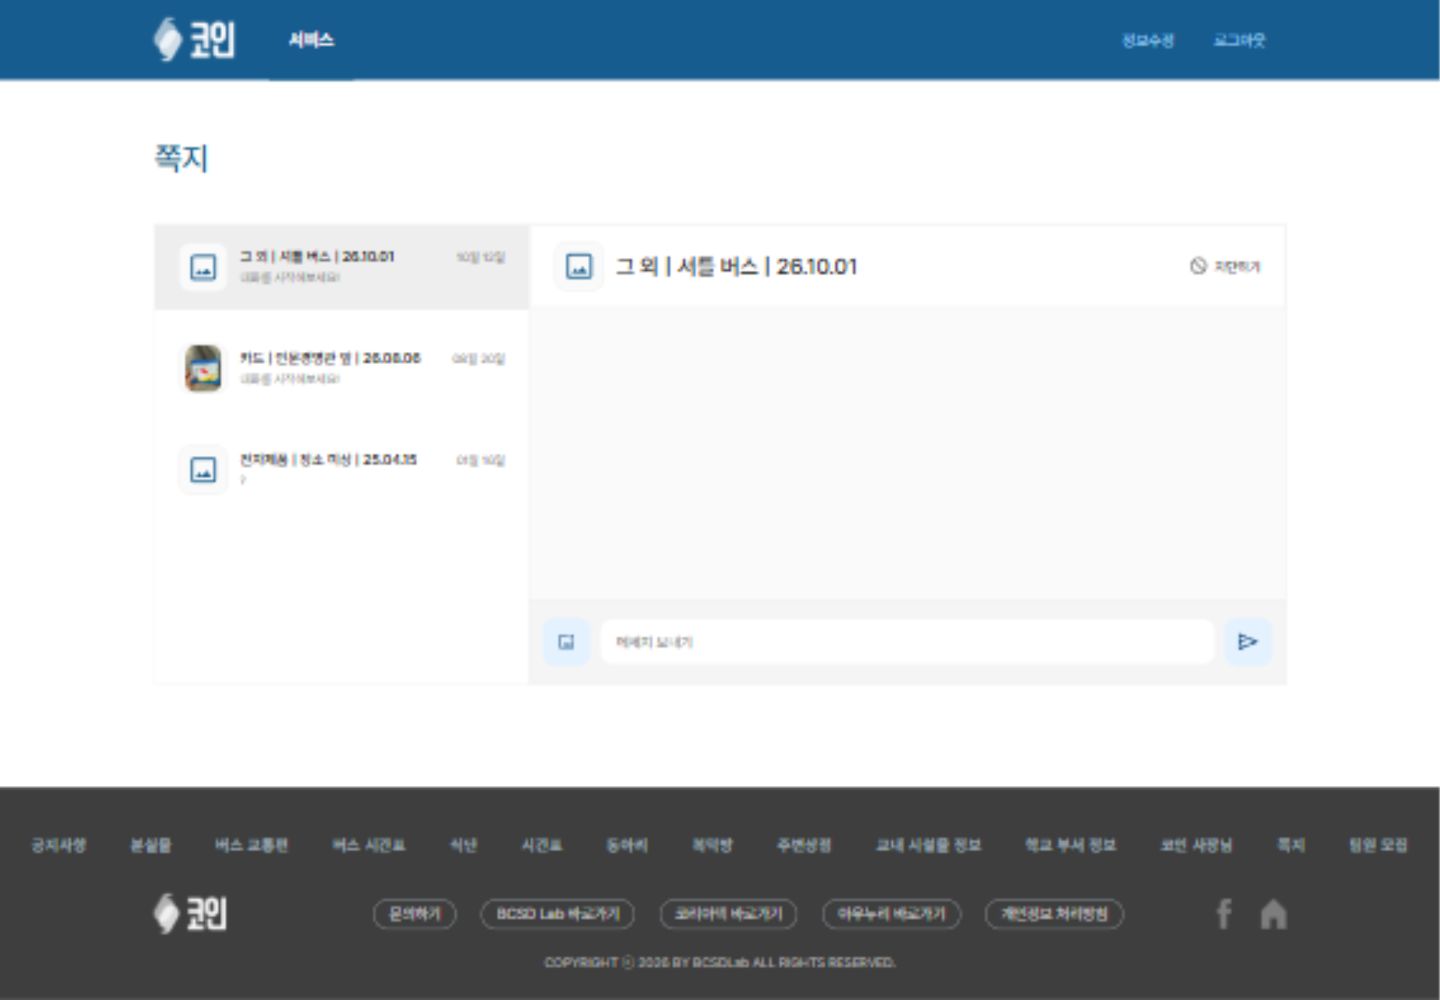 코인
서비스
정보수정
로그아웃
쪽지
그 외 | 셔틀 버스 | 26.10.01
10월 12일
대화를 시작해보세요!
카드 | 인문경영관 앞 | 26.08.06
08월 20일
대화를 시작해보세요!
전자제품 | 장소 미상 | 25.04.15
01월 16일
?
그 외 | 셔틀 버스 | 26.10.01
차단하기
메세지 보내기
공지사항 분실물 버스 교통편 버스 시간표 식단 시간표 동아리 복덕방 주변상점 교내 시설물 정보 학교 부서 정보 코인 사장님 쪽지 팀원 모집
코인
문의하기
BCSD Lab 바로가기
코리아텍 바로가기
아우누리 바로가기
개인정보 처리방침
COPYRIGHT ⓒ 2026 BY BCSDLab ALL RIGHTS RESERVED.